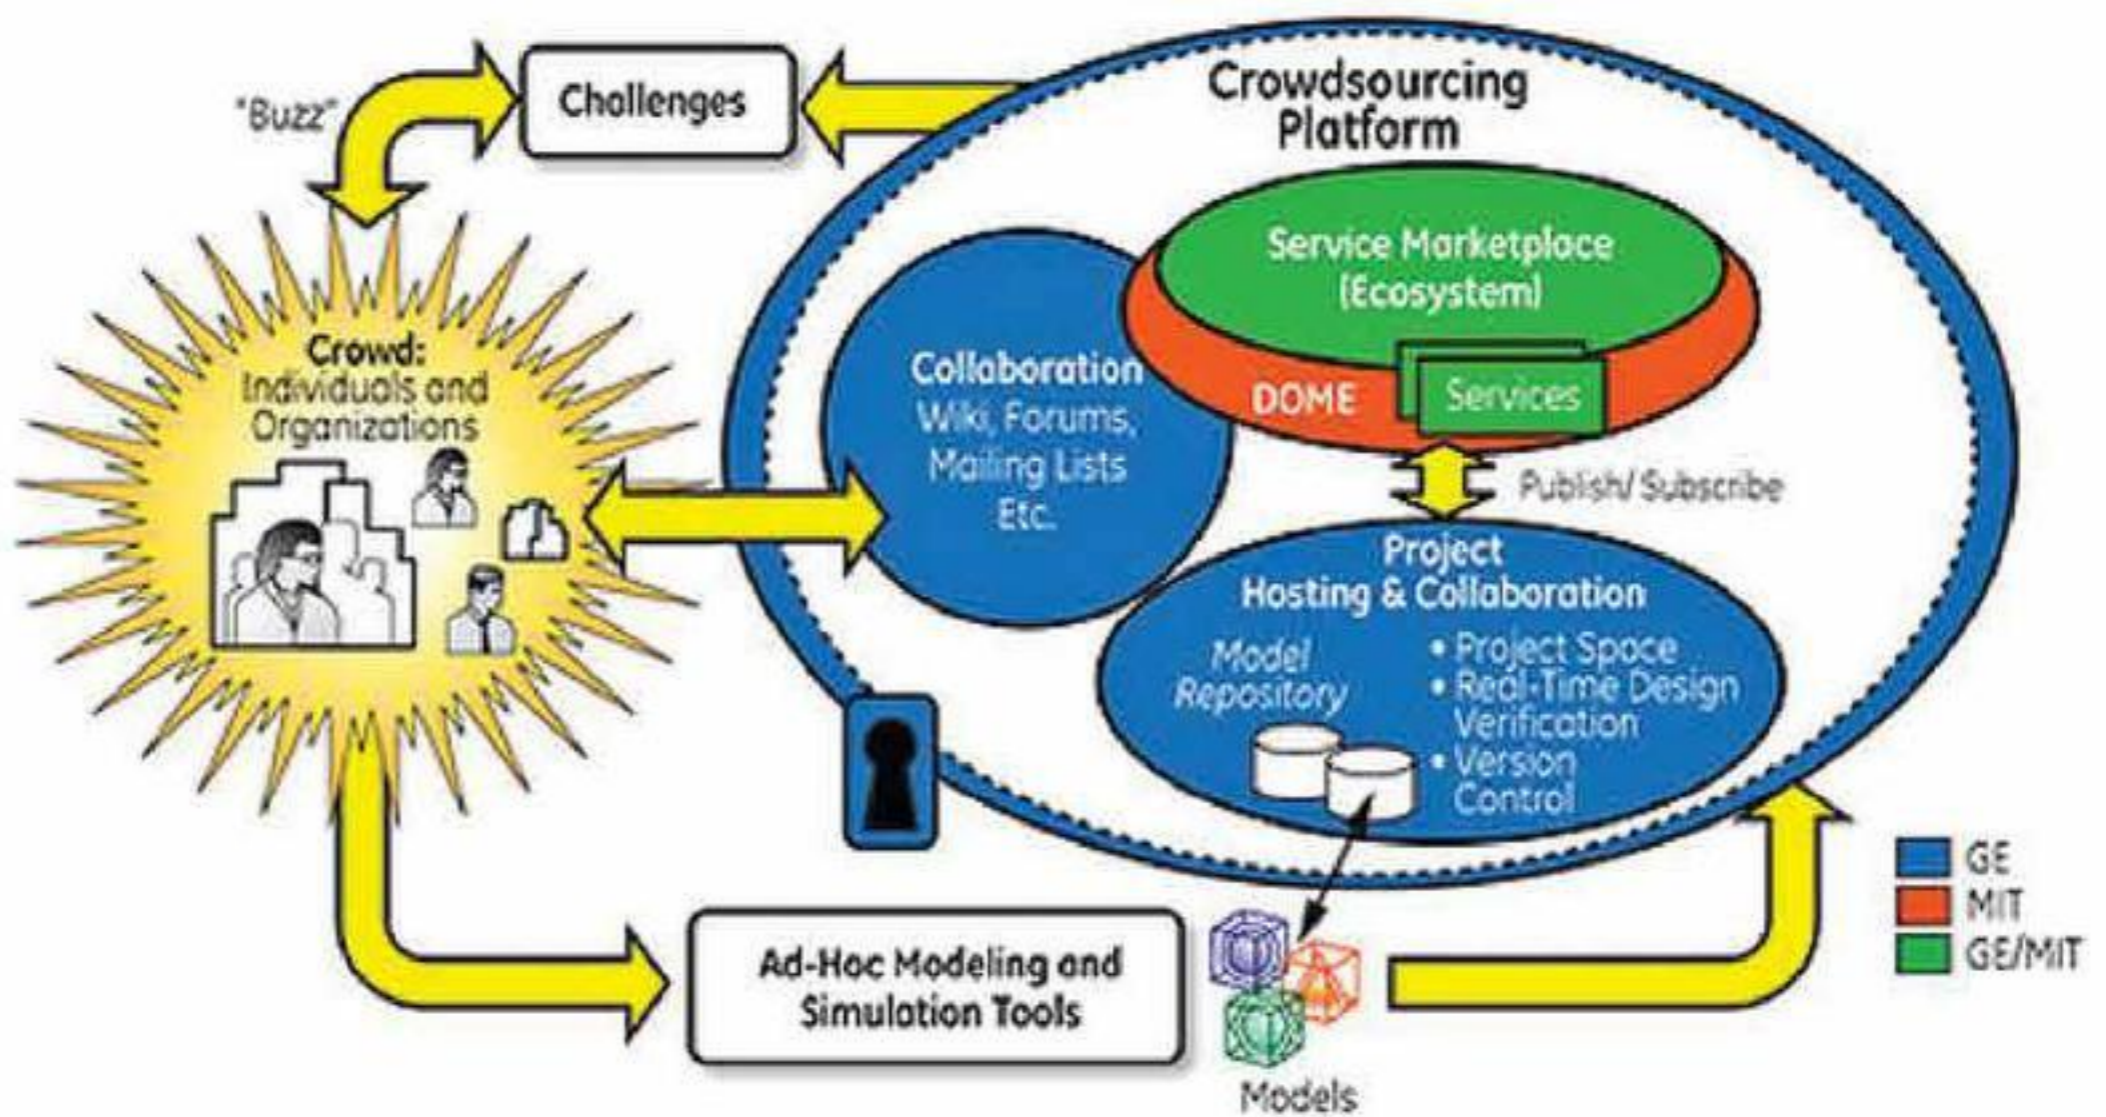 "Buzz"
Challenges
Crowdsourcing
Platform
Service Marketplace
(Ecosystem)
DOME
Services
Collaboration
Wiki, Forums,
Mailing Lists
Etc.
Crowd:
Individuals and
Organizations
Publish/ Subscribe
Project
Hosting & Collaboration
Model
Repository
• Project Space
• Real-Time Design
Verification
• Version
Control
Ad-Hoc Modeling and
Simulation Tools
Models
GE
MIT
GE/MIT